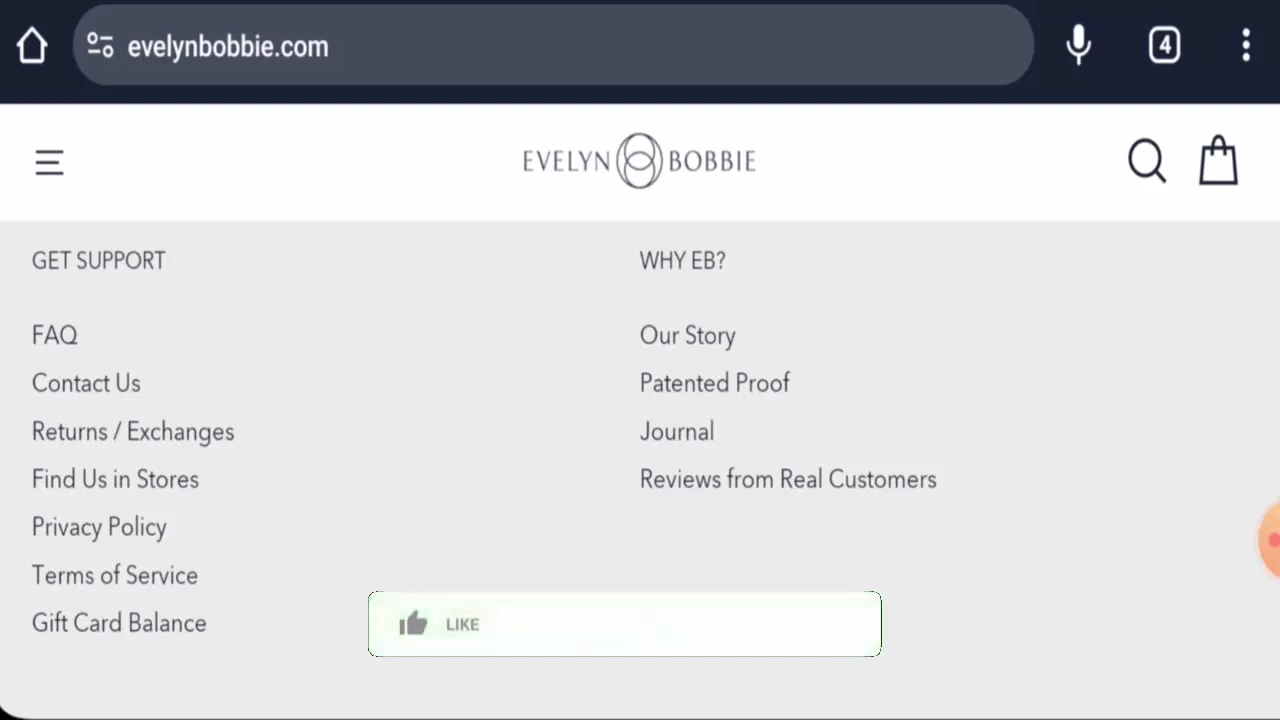 evelynbobbie.com
4
EVELYN BOBBIE
GET SUPPORT
FAQ
Contact Us
Returns / Exchanges
Find Us in Stores
Privacy Policy
Terms of Service
Gift Card Balance
WHY EB?
Our Story
Patented Proof
Journal
Reviews from Real Customers
LIKE